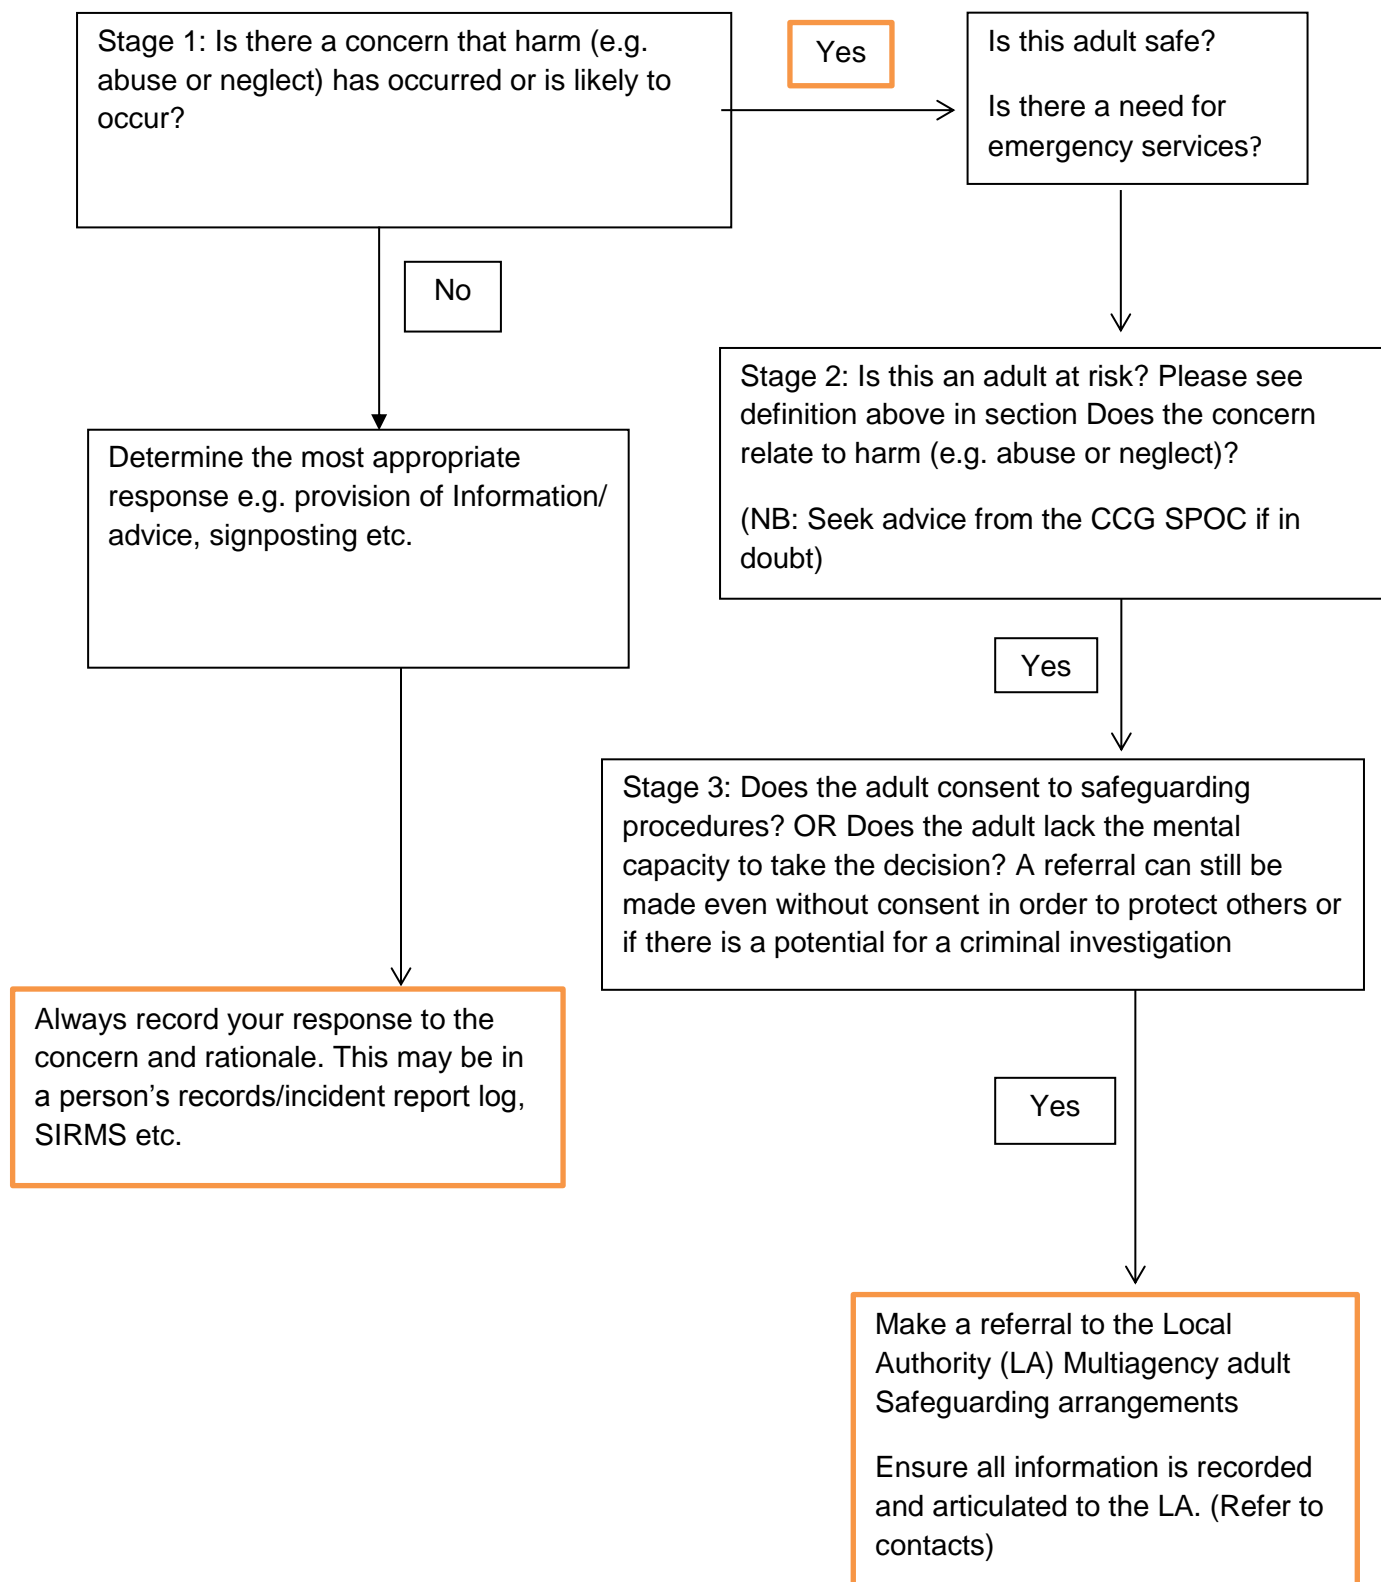 Stage 1: Is there a concern that harm (e.g.
abuse or neglect) has occurred or is likely to
occur?
Yes
Is this adult safe?
Is there a need for
emergency services?
No
Stage 2: Is this an adult at risk? Please see
definition above in section Does the concern
relate to harm (e.g. abuse or neglect)?
(NB: Seek advice from the CCG SPOC if in
doubt)
Determine the most appropriate
response e.g. provision of Information/
advice, signposting etc.
Yes
Stage 3: Does the adult consent to safeguarding
procedures? OR Does the adult lack the mental
capacity to take the decision? A referral can still be
made even without consent in order to protect others or
if there is a potential for a criminal investigation
Always record your response to the
concern and rationale. This may be in
a person’s records/incident report log,
SIRMS etc.
Yes
Make a referral to the Local
Authority (LA) Multiagency adult
Safeguarding arrangements
Ensure all information is recorded
and articulated to the LA. (Refer to
contacts)